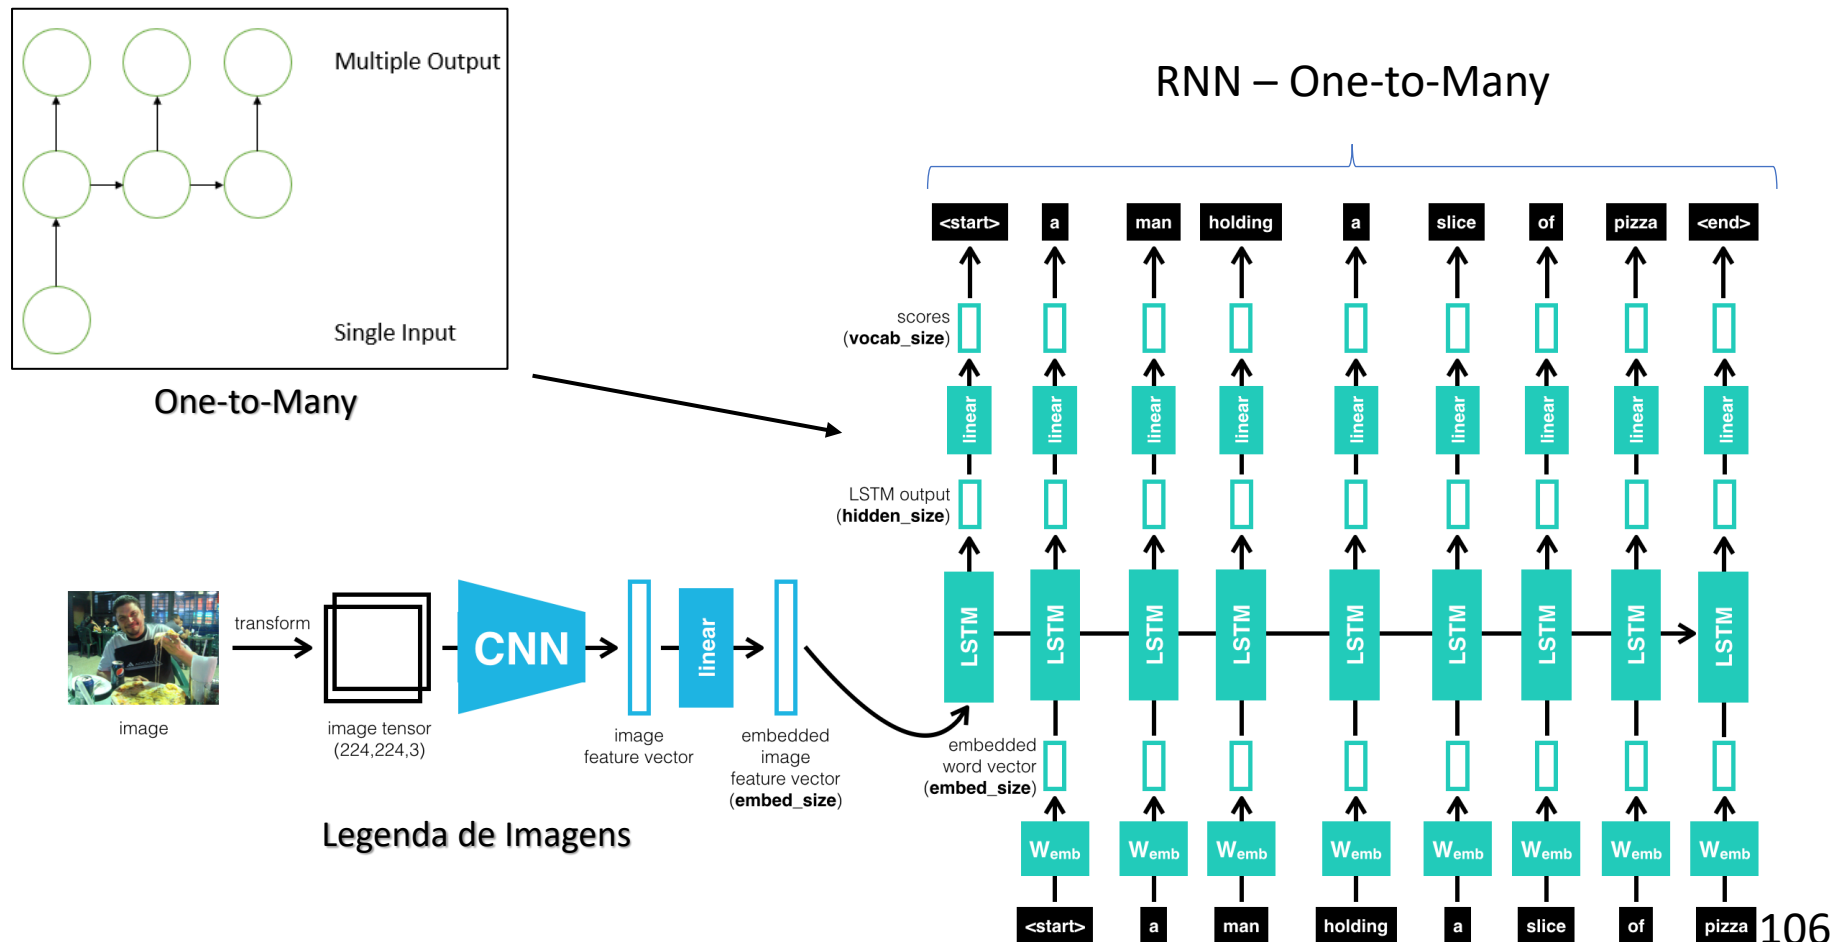 Multiple Output
Single Input
One-to-Many
RNN – One-to-Many
<start> a man holding a slice of pizza <end>
scores
(vocab_size)
linear linear linear linear linear linear linear linear linear
LSTM output
(hidden_size)
LSTM LSTM LSTM LSTM LSTM LSTM LSTM LSTM LSTM
transform
CNN
linear
image
image tensor
(224,224,3)
image
feature vector
embedded
image
feature vector
(embed_size)
embedded
word vector
(embed_size)
Legenda de Imagens
Wemb Wemb Wemb Wemb Wemb Wemb Wemb Wemb
<start> a man holding a slice of pizza
106